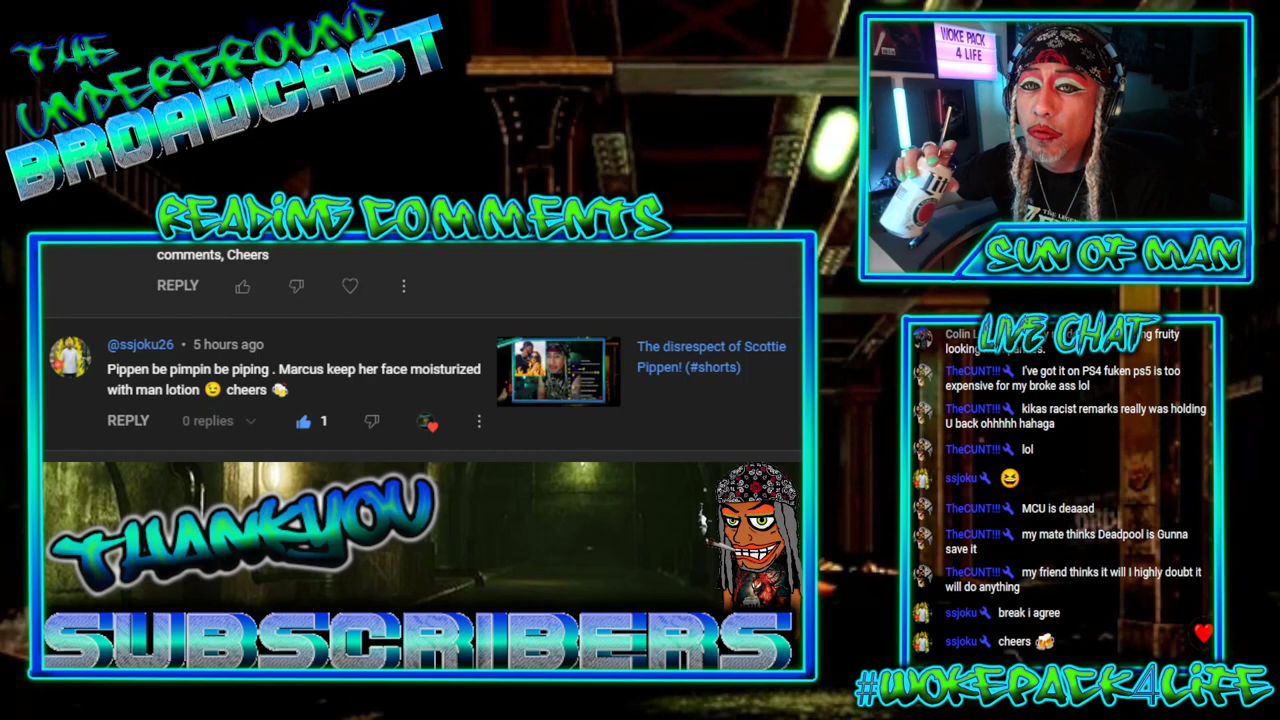 THE
UNDERGROUND
BROADCAST
READING COMMENTS
comments, Cheers
REPLY
@ssjoku26 • 5 hours ago
Pippen be pimpin be piping . Marcus keep her face moisturized
with man lotion 😉 cheers 🍻
REPLY 0 replies 1
The disrespect of Scottie
Pippen! (#shorts)
THANKYOU
SUBSCRIBERS
WOKE PACK
4 LIFE
SUN OF MAN
LIVE CHAT
Colin fruity
looking
TheCUNT!!! I've got it on PS4 fuken ps5 is too
expensive for my broke ass lol
TheCUNT!!! kikas racist remarks really was holding
U back ohhhhh hahaga
TheCUNT!!! lol
ssjoku 😆
TheCUNT!!! MCU is deaaad
TheCUNT!!! my mate thinks Deadpool is Gunna
save it
TheCUNT!!! my friend thinks it will I highly doubt it
will do anything
ssjoku break i agree
ssjoku cheers 🍻
#WOKEPACK4LIFE